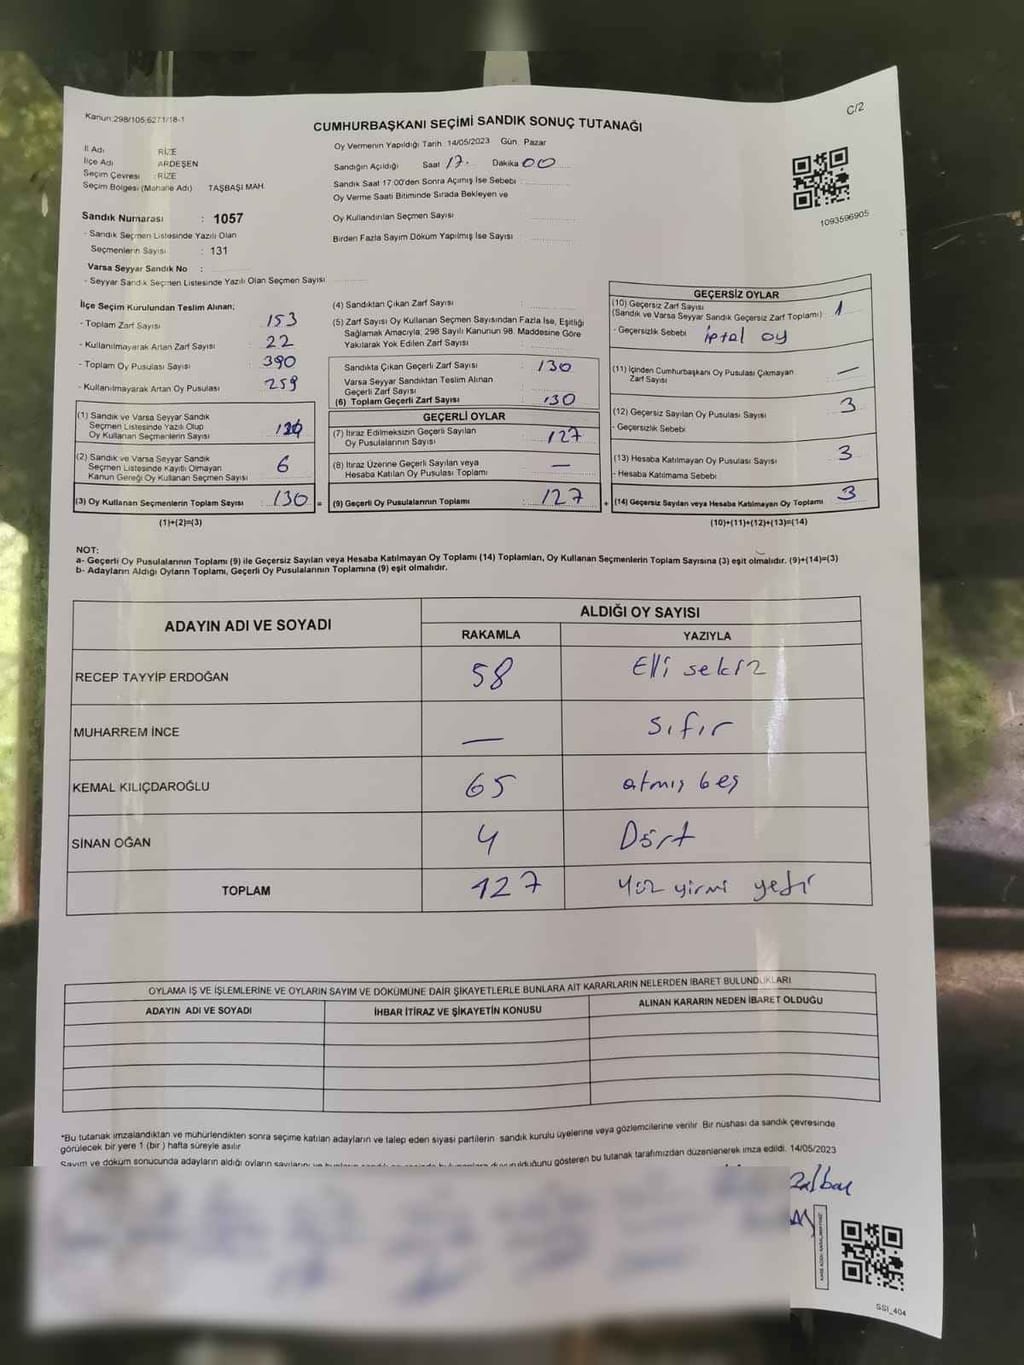 Kanun:298/105;6271/18-1
C/2
CUMHURBAŞKANI SEÇİMİ SANDIK SONUÇ TUTANAĞI
İl Adı RİZE
İlçe Adı ARDEŞEN
Seçim Çevresi : RİZE
Seçim Bölgesi (Mahalle Adı) TAŞBAŞI MAH.
Sandık Numarası : 1057
- Sandık Seçmen Listesinde Yazılı Olan
Seçmenlerin Sayısı : 131
Varsa Seyyar Sandık No :
- Seyyar Sandık Seçmen Listesinde Yazılı Olan Seçmen Sayısı
Oy Vermenin Yapıldığı Tarih 14/05/2023 Gün. Pazar
Sandığın Açıldığı Saat 17. Dakika 00
Sandık Saat 17:00'den Sonra Açımış İse Sebebi
Oy Verme Saati Bitiminde Sırada Bekleyen ve
Oy Kullandırılan Seçmen Sayısı
Birden Fazla Sayım Döküm Yapılmış İse Sayısı
1093596905
İlçe Seçim Kurulundan Teslim Alınan;
- Toplam Zarf Sayısı 153
- Kullanılmayarak Artan Zarf Sayısı 22
- Toplam Oy Pusulası Sayısı 390
- Kullanılmayarak Artan Oy Pusulası 259
(1) Sandık ve Varsa Seyyar Sandık
Seçmen Listesinde Yazılı Olup
Oy Kullanan Seçmenlerin Sayısı
(2) Sandık ve Varsa Seyyar Sandık
Seçmen Listesinde Kayıtlı Olmayan
Kanun Gereği Oy Kullanan Seçmen Sayısı 6
(3) Oy Kullanan Seçmenlerin Toplam Sayısı : 130 =
(1)+(2)=(3)
(4) Sandıktan Çıkan Zarf Sayısı :
(5) Zarf Sayısı Oy Kullanan Seçmen Sayısından Fazla İse, Eşitliği
Sağlamak Amacıyla; 298 Sayılı Kanunun 98. Maddesine Göre
Yakılarak Yok Edilen Zarf Sayısı :
Sandıkta Çıkan Geçerli Zarf Sayısı : 130
Varsa Seyyar Sandıktan Teslim Alınan
Geçerli Zarf Sayısı
(6) Toplam Geçerli Zarf Sayısı : 130
GEÇERLİ OYLAR
(7) İtiraz Edilmeksizin Geçerli Sayılan
Oy Pusulalarının Sayısı : 127
(8) İtiraz Üzerine Geçerli Sayılan veya
Hesaba Katılan Oy Pusulası Toplamı : —
(9) Geçerli Oy Pusulalarının Toplamı : 127 +
GEÇERSİZ OYLAR
(10) Geçersiz Zarf Sayısı
(Sandık ve Varsa Seyyar Sandık Geçersiz Zarf Toplamı) : 1
- Geçersizlik Sebebi : iptal oy
(11) İçinden Cumhurbaşkanı Oy Pusulası Çıkmayan
Zarf Sayısı —
(12) Geçersiz Sayılan Oy Pusulası Sayısı 3
- Geçersizlik Sebebi
(13) Hesaba Katılmayan Oy Pusulası Sayısı 3
- Hesaba Katılmama Sebebi
(14) Geçersiz Sayılan veya Hesaba Katılmayan Oy Toplamı 3
(10)+(11)+(12)+(13)=(14)
NOT:
a- Geçerli Oy Pusulalarının Toplamı (9) ile Geçersiz Sayılan veya Hesaba Katılmayan Oy Toplamı (14) Toplamları, Oy Kullanan Seçmenlerin Toplam Sayısına (3) eşit olmalıdır. (9)+(14)=(3)
b- Adayların Aldığı Oyların Toplamı, Geçerli Oy Pusulalarının Toplamına (9) eşit olmalıdır.
ADAYIN ADI VE SOYADI
ALDIĞI OY SAYISI
RAKAMLA YAZIYLA
RECEP TAYYİP ERDOĞAN 58 Elli sekiz
MUHARREM İNCE — sıfır
KEMAL KILIÇDAROĞLU 65 atmış beş
SİNAN OĞAN 4 Dört
TOPLAM 127 Yüz yirmi yedi
OYLAMA İŞ VE İŞLEMLERİNE VE OYLARIN SAYIM VE DÖKÜMÜNE DAİR ŞİKAYETLERLE BUNLARA AİT KARARLARIN NELERDEN İBARET BULUNDUKLARI
ADAYIN ADI VE SOYADI İHBAR İTİRAZ VE ŞİKAYETİN KONUSU ALINAN KARARIN NEDEN İBARET OLDUĞU
*Bu tutanak imzalandıktan ve mühürlendikten sonra seçime katılan adayların ve talep eden siyasi partilerin sandık kurulu üyelerine veya gözlemcilerine verilir. Bir nüshası da sandık çevresinde
görülecek bir yere 1 (bir) hafta süreyle asılır
Sayım ve döküm sonucunda adayların aldığı oyların sayılarını ve bunların olduğunu gösteren bu tutanak tarafımızdan düzenlenerek imza edildi. 14/05/2023
SSI_404